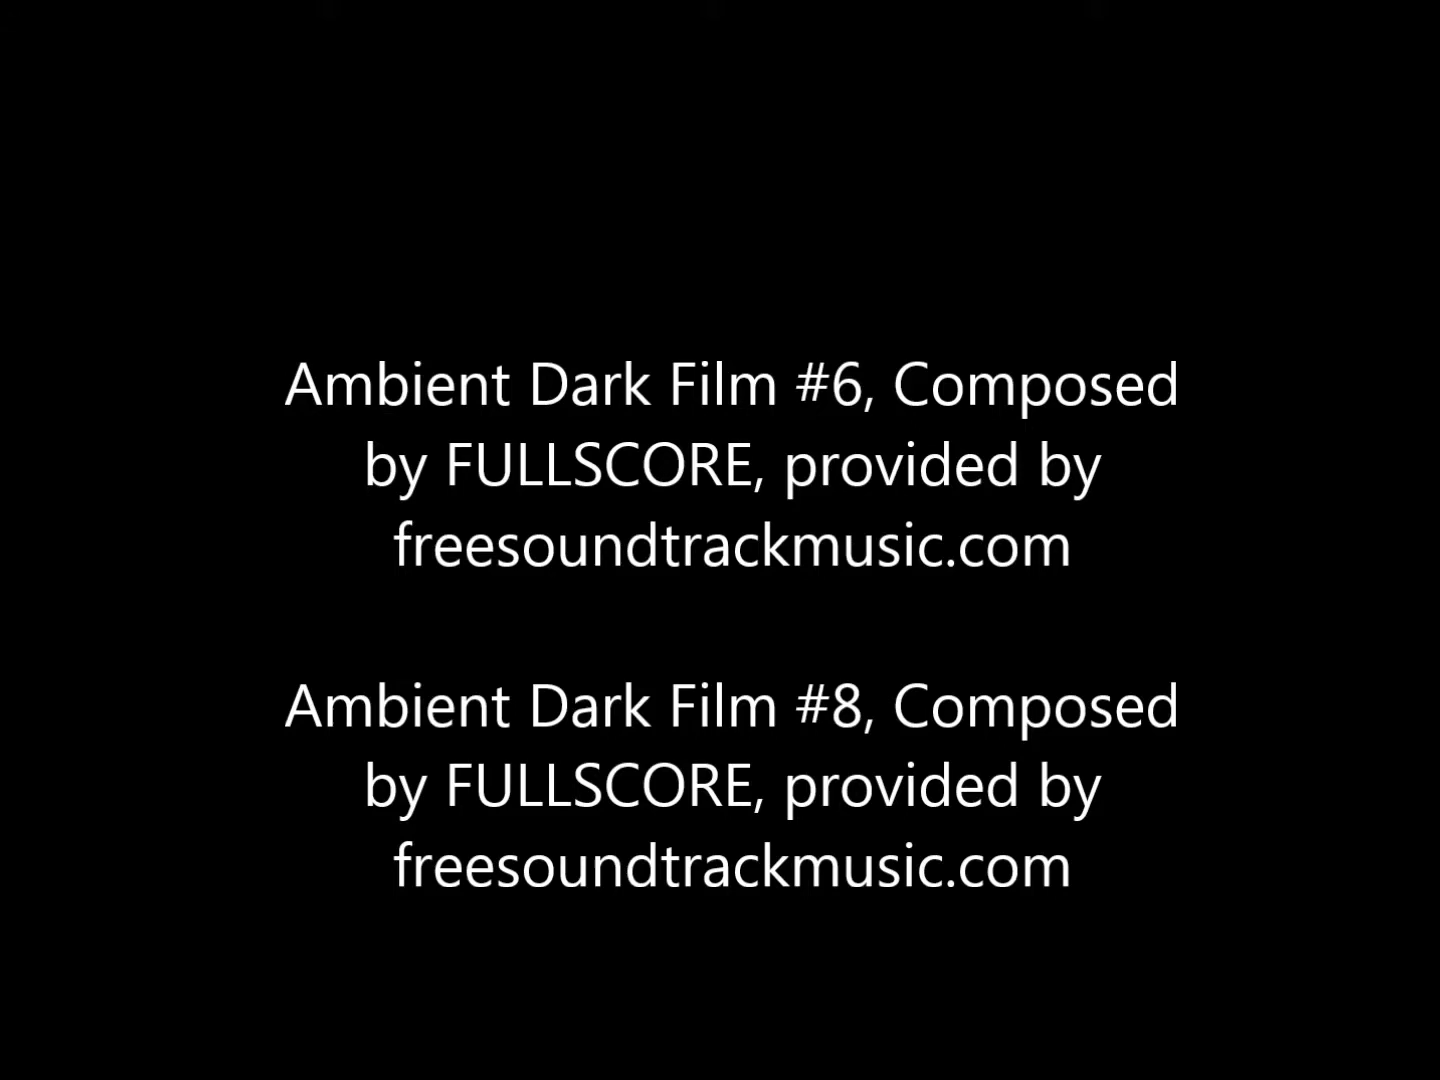 Ambient Dark Film #6, Composed
by FULLSCORE, provided by
freesoundtrackmusic.com
Ambient Dark Film #8, Composed
by FULLSCORE, provided by
freesoundtrackmusic.com